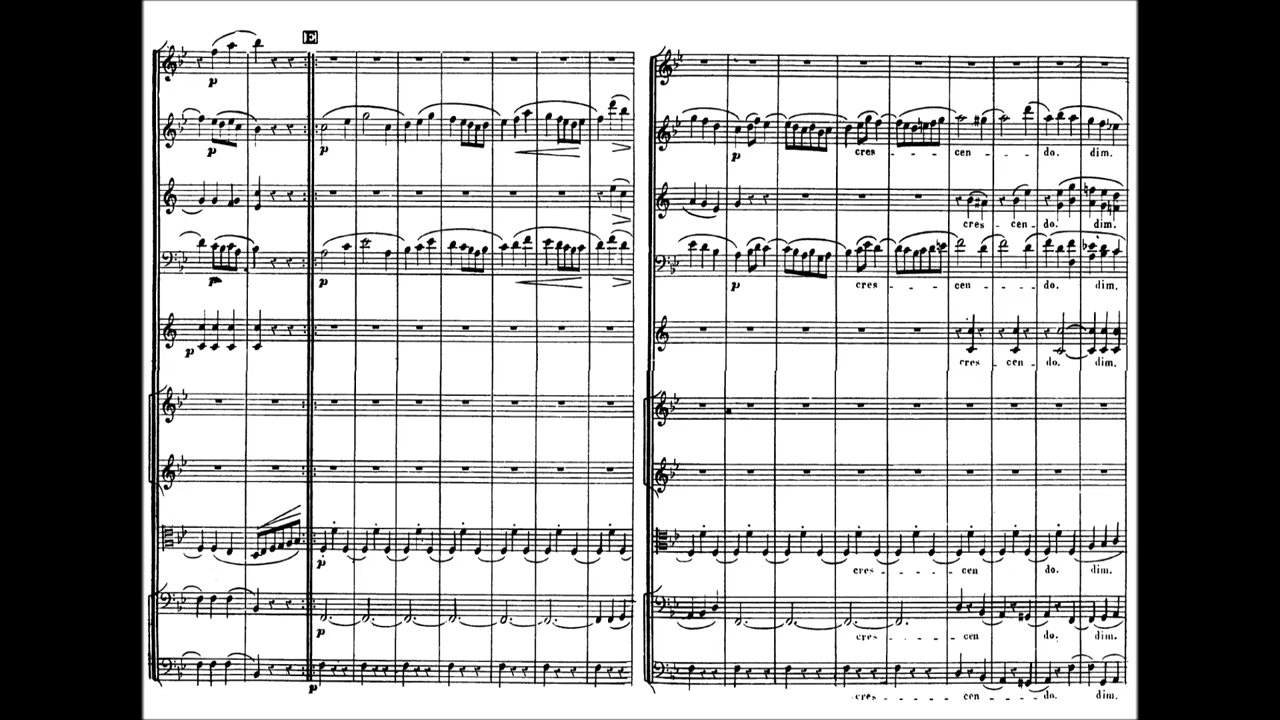 E
p
p
p
p
p
p
p
p
p
p
p
cres - - - - cen - - - - do. dim.
cres - cen - do. dim.
p
cres - - - - cen - - - - do. dim.
cres - cen - do. dim.
cres - - - - cen do. dim.
cres - - - - cen do. dim.
cres - - - - cen - - - - do. dim.